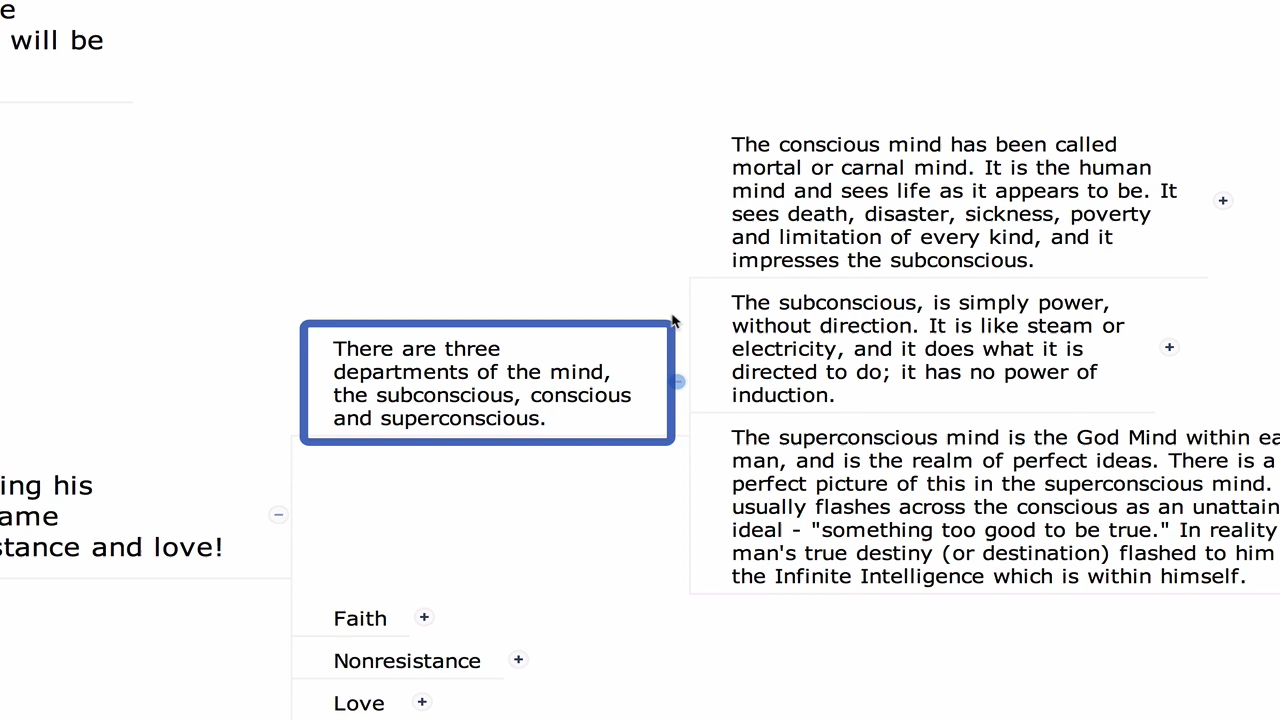 e
will be
ing his
ame
stance and love!
There are three
departments of the mind,
the subconscious, conscious
and superconscious.
Faith
Nonresistance
Love
The conscious mind has been called
mortal or carnal mind. It is the human
mind and sees life as it appears to be. It
sees death, disaster, sickness, poverty
and limitation of every kind, and it
impresses the subconscious.
The subconscious, is simply power,
without direction. It is like steam or
electricity, and it does what it is
directed to do; it has no power of
induction.
The superconscious mind is the God Mind within ea
man, and is the realm of perfect ideas. There is a
perfect picture of this in the superconscious mind.
usually flashes across the conscious as an unattain
ideal - "something too good to be true." In reality
man's true destiny (or destination) flashed to him
the Infinite Intelligence which is within himself.